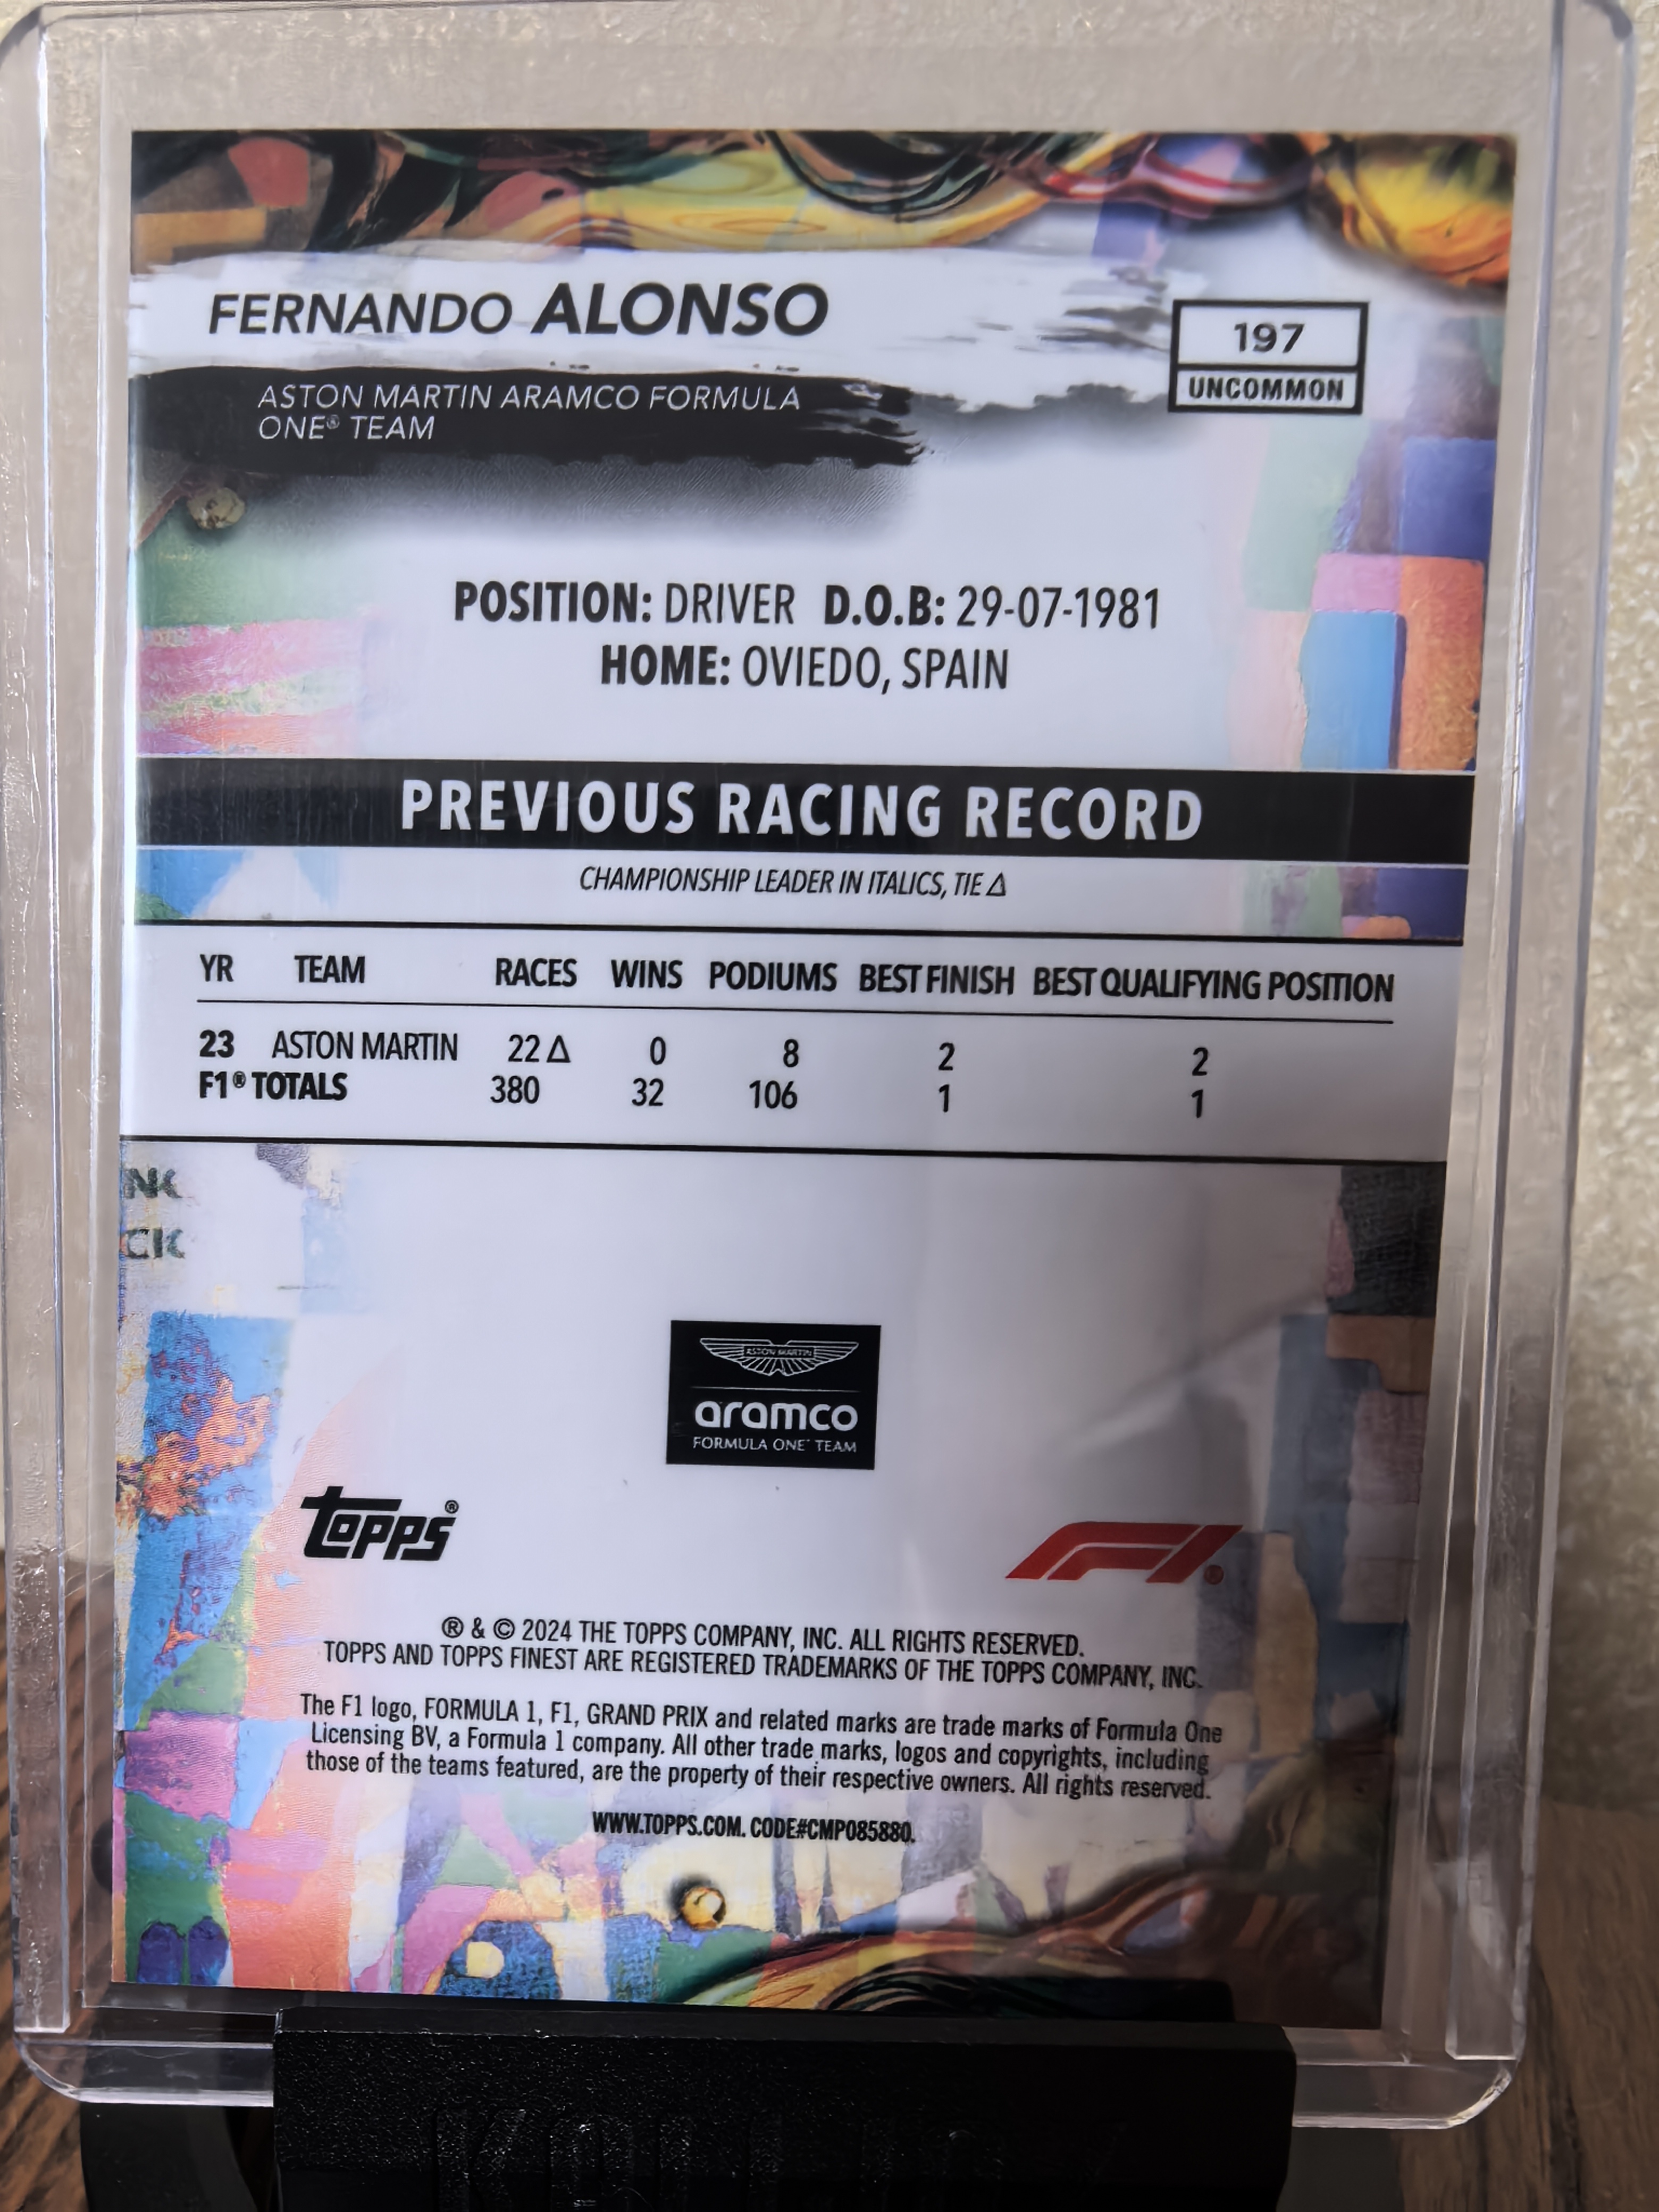 FERNANDO ALONSO
197
UNCOMMON
ASTON MARTIN ARAMCO FORMULA
ONE® TEAM
POSITION: DRIVER D.O.B: 29-07-1981
HOME: OVIEDO, SPAIN
PREVIOUS RACING RECORD
CHAMPIONSHIP LEADER IN ITALICS, TIE Δ
YR TEAM RACES WINS PODIUMS BEST FINISH BEST QUALIFYING POSITION
23 ASTON MARTIN 22 Δ 0 8 2 2
F1® TOTALS 380 32 106 1 1
NK
CK
ASTON MARTIN
aramco
FORMULA ONE™ TEAM
TOPPS®
F1®
® & © 2024 THE TOPPS COMPANY, INC. ALL RIGHTS RESERVED.
TOPPS AND TOPPS FINEST ARE REGISTERED TRADEMARKS OF THE TOPPS COMPANY, INC.
The F1 logo, FORMULA 1, F1, GRAND PRIX and related marks are trade marks of Formula One
Licensing BV, a Formula 1 company. All other trade marks, logos and copyrights, including
those of the teams featured, are the property of their respective owners. All rights reserved.
WWW.TOPPS.COM. CODE#CMP085880.